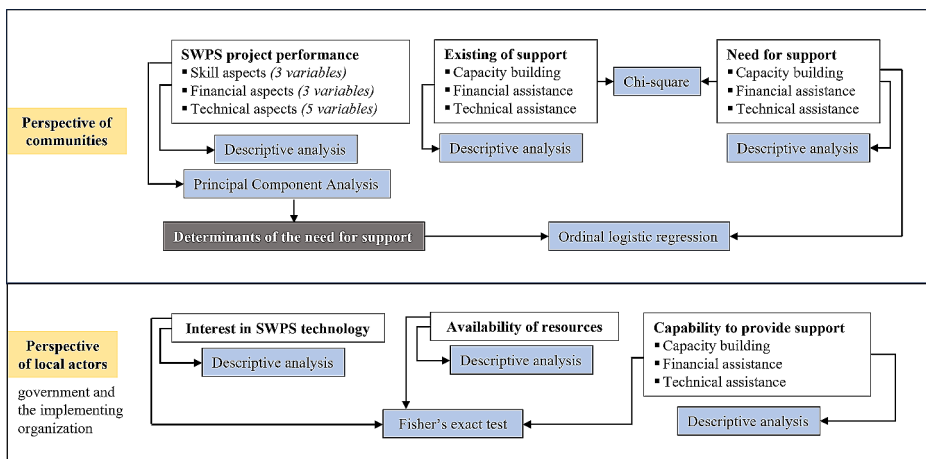 Perspective of
communities
SWPS project performance
▪ Skill aspects (3 variables)
▪ Financial aspects (3 variables)
▪ Technical aspects (5 variables)
Descriptive analysis
Principal Component Analysis
Determinants of the need for support
Existing of support
▪ Capacity building
▪ Financial assistance
▪ Technical assistance
Descriptive analysis
Chi-square
Need for support
▪ Capacity building
▪ Financial assistance
▪ Technical assistance
Descriptive analysis
Ordinal logistic regression
Perspective
of local actors
government and
the implementing
organization
Interest in SWPS technology
Descriptive analysis
Availability of resources
Descriptive analysis
Fisher's exact test
Capability to provide support
▪ Capacity building
▪ Financial assistance
▪ Technical assistance
Descriptive analysis